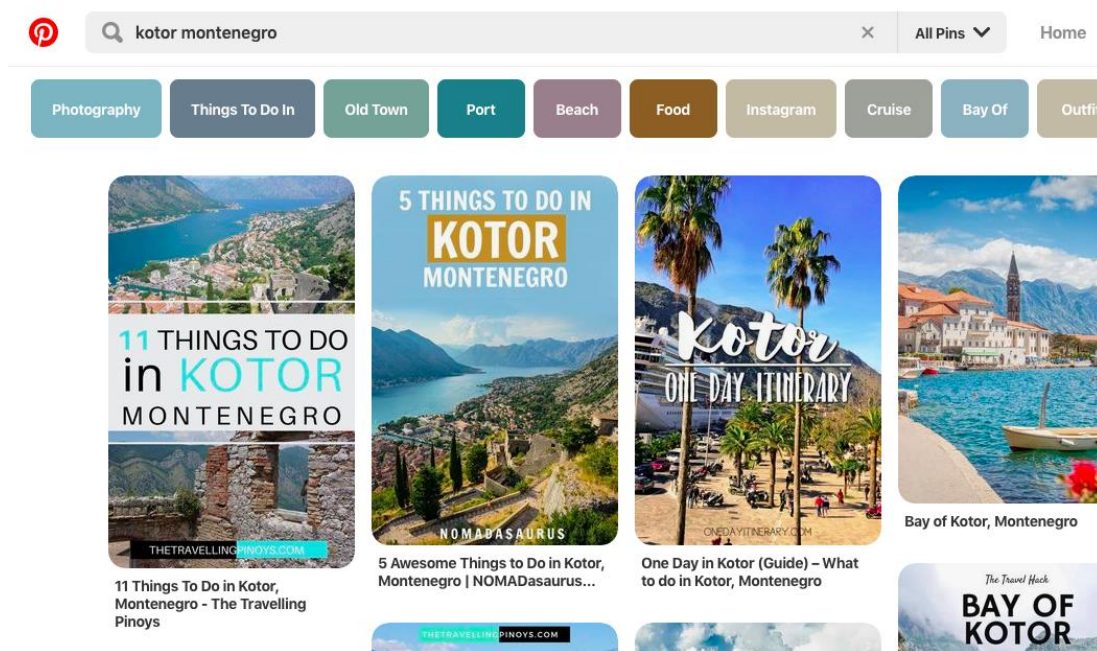 kotor montenegro
All Pins
Home
Photography
Things To Do In
Old Town
Port
Beach
Food
Instagram
Cruise
Bay Of
Outfi
11 THINGS TO DO
in KOTOR
MONTENEGRO
THETRAVELLINGPINOYS.COM
11 Things To Do in Kotor,
Montenegro - The Travelling
Pinoys
5 THINGS TO DO IN
KOTOR
MONTENEGRO
NOMADASAURUS
5 Awesome Things to Do in Kotor,
Montenegro | NOMADasaurus...
THETRAVELLINGPINOYS.COM
Kotor
ONE DAY ITINERARY
ONEDAYITINERARY.COM
One Day in Kotor (Guide) – What
to do in Kotor, Montenegro
Bay of Kotor, Montenegro
The Travel Hack
BAY OF
KOTOR